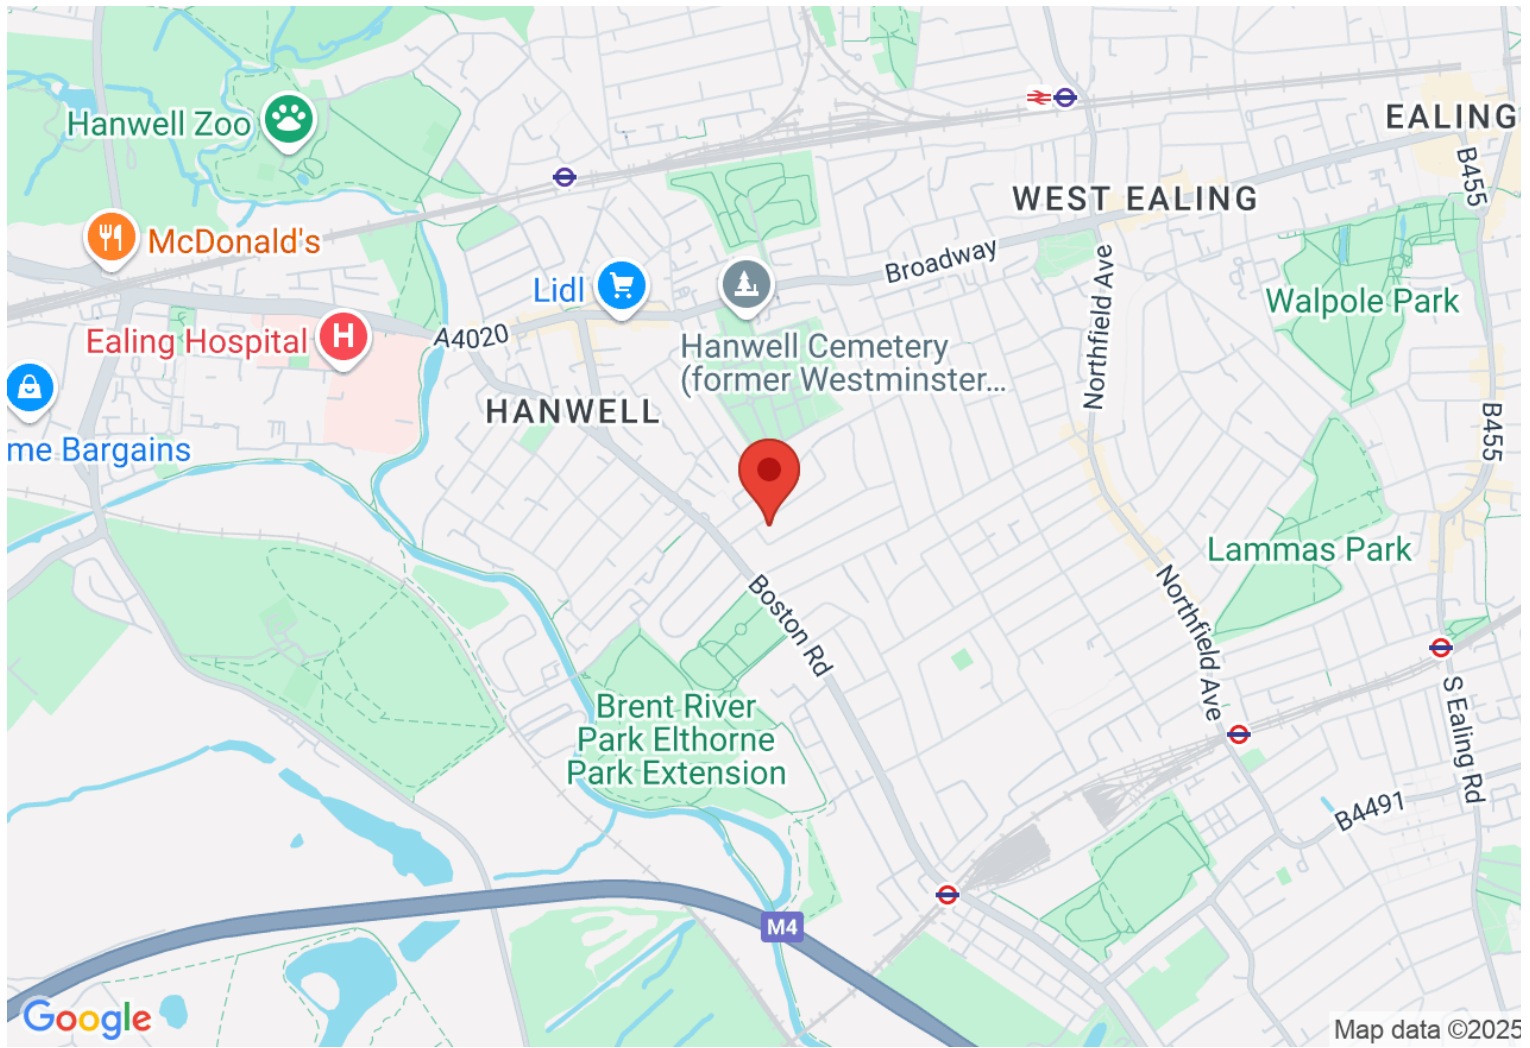 Hanwell Zoo
EALING
B455
WEST EALING
McDonald's
Broadway
Lidl
Northfield Ave
Walpole Park
A4020
Ealing Hospital
H
Hanwell Cemetery
(former Westminster...
HANWELL
B455
me Bargains
Lammas Park
Boston Rd
Northfield Ave
Brent River
Park Elthorne
Park Extension
S Ealing Rd
B4491
M4
Google
Map data ©2025